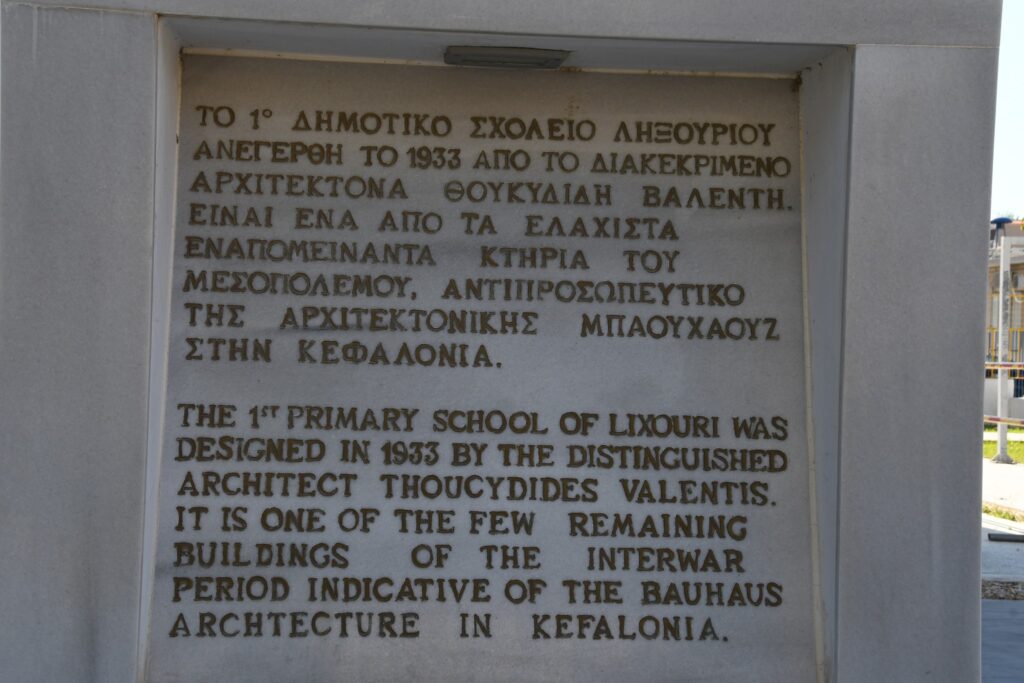 ΤΟ 1° ΔΗΜΟΤΙΚΟ ΣΧΟΛΕΙΟ ΛΗΞΟΥΡΙΟΥ
ΑΝΕΓΕΡΘΗ ΤΟ 1933 ΑΠΟ ΤΟ ΔΙΑΚΕΚΡΙΜΕΝΟ
ΑΡΧΙΤΕΚΤΟΝΑ ΘΟΥΚΥΔΙΔΗ ΒΑΛΕΝΤΗ.
ΕΙΝΑΙ ΕΝΑ ΑΠΟ ΤΑ ΕΛΑΧΙΣΤΑ
ΕΝΑΠΟΜΕΙΝΑΝΤΑ ΚΤΗΡΙΑ ΤΟΥ
ΜΕΣΟΠΟΛΕΜΟΥ, ΑΝΤΙΠΡΟΣΩΠΕΥΤΙΚΟ
ΤΗΣ ΑΡΧΙΤΕΚΤΟΝΙΚΗΣ ΜΠΑΟΥΧΑΟΥΖ
ΣΤΗΝ ΚΕΦΑΛΟΝΙΑ.
THE 1ST PRIMARY SCHOOL OF LIXOURI WAS
DESIGNED IN 1933 BY THE DISTINGUISHED
ARCHITECT THOUCYDIDES VALENTIS.
IT IS ONE OF THE FEW REMAINING
BUILDINGS OF THE INTERWAR
PERIOD INDICATIVE OF THE BAUHAUS
ARCHTECTURE IN KEFALONIA.